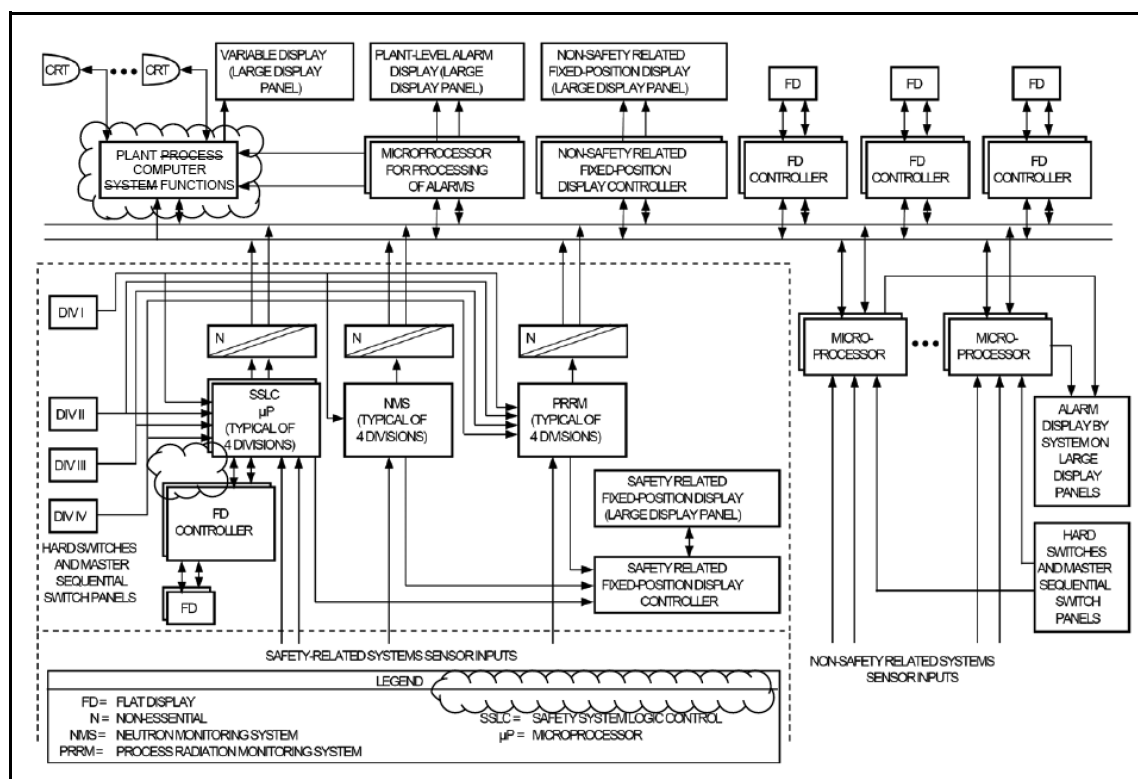 CRT
CRT
VARIABLE DISPLAY
(LARGE DISPLAY
PANEL)
PLANT-LEVEL ALARM
DISPLAY (LARGE
DISPLAY PANEL)
NON-SAFETY RELATED
FIXED-POSITION DISPLAY
(LARGE DISPLAY PANEL)
FD
FD
FD
PLANT PROCESS
COMPUTER
SYSTEM FUNCTIONS
MICROPROCESSOR
FOR PROCESSING
OF ALARMS
NON-SAFETY RELATED
FIXED-POSITION
DISPLAY CONTROLLER
FD
CONTROLLER
FD
CONTROLLER
FD
CONTROLLER
DIV I
DIV II
DIV III
DIV IV
HARD SWITCHES
AND MASTER
SEQUENTIAL
SWITCH PANELS
N
N
N
SSLC
µP
(TYPICAL OF
4 DIVISIONS)
NMS
(TYPICAL OF
4 DIVISIONS)
PRRM
(TYPICAL OF
4 DIVISIONS)
FD
CONTROLLER
FD
SAFETY RELATED
FIXED-POSITION DISPLAY
(LARGE DISPLAY PANEL)
SAFETY RELATED
FIXED-POSITION DISPLAY
CONTROLLER
MICRO-
PROCESSOR
MICRO-
PROCESSOR
ALARM
DISPLAY BY
SYSTEM ON
LARGE
DISPLAY
PANELS
HARD
SWITCHES
AND MASTER
SEQUENTIAL
SWITCH
PANELS
SAFETY-RELATED SYSTEMS SENSOR INPUTS
NON-SAFETY RELATED SYSTEMS
SENSOR INPUTS
LEGEND
FD = FLAT DISPLAY
N = NON-ESSENTIAL
NMS = NEUTRON MONITORING SYSTEM
PRRM = PROCESS RADIATION MONITORING SYSTEM
SSLC = SAFETY SYSTEM LOGIC CONTROL
µP = MICROPROCESSOR